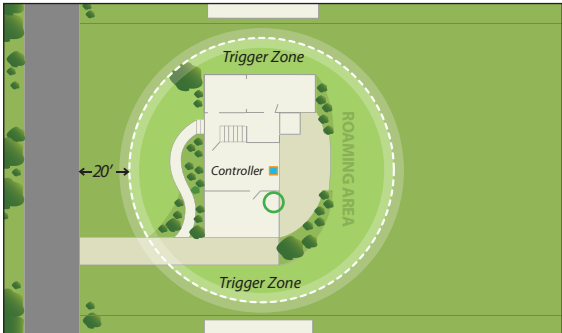 Trigger Zone
ROAMING AREA
20'
Controller
Trigger Zone